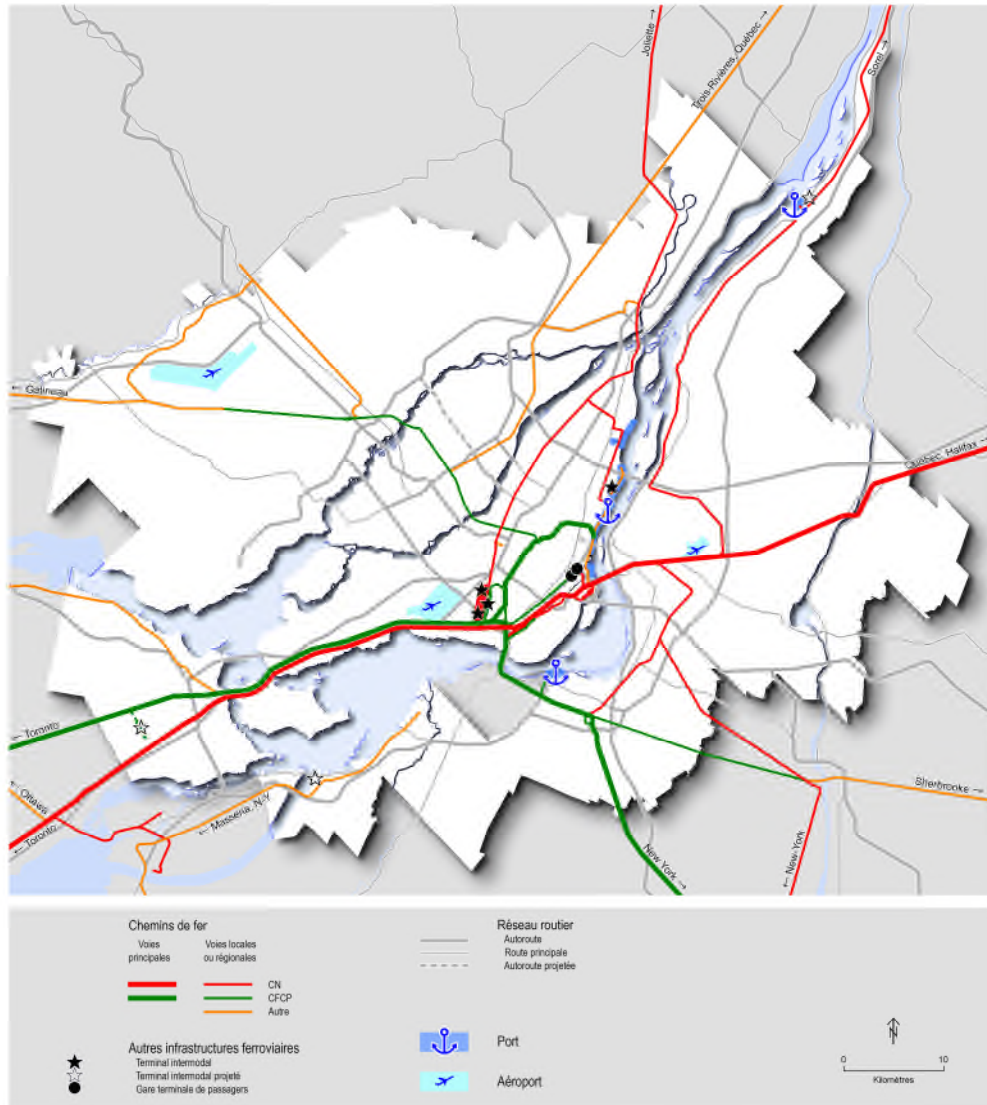 Joliette →
Trois-Rivières, Québec →
Sorel →
← Gatineau
Québec, Halifax →
← Toronto
← Ottawa
← Toronto
← Massena, N-Y
Sherbrooke →
New York →
← New-York
Chemins de fer
Voies principales
Voies locales ou régionales
CN
CFCP
Autre
Autres infrastructures ferroviaires
Terminal intermodal
Terminal intermodal projeté
Gare terminale de passagers
Réseau routier
Autoroute
Route principale
Autoroute projetée
Port
Aéroport
N
0 10
Kilomètres